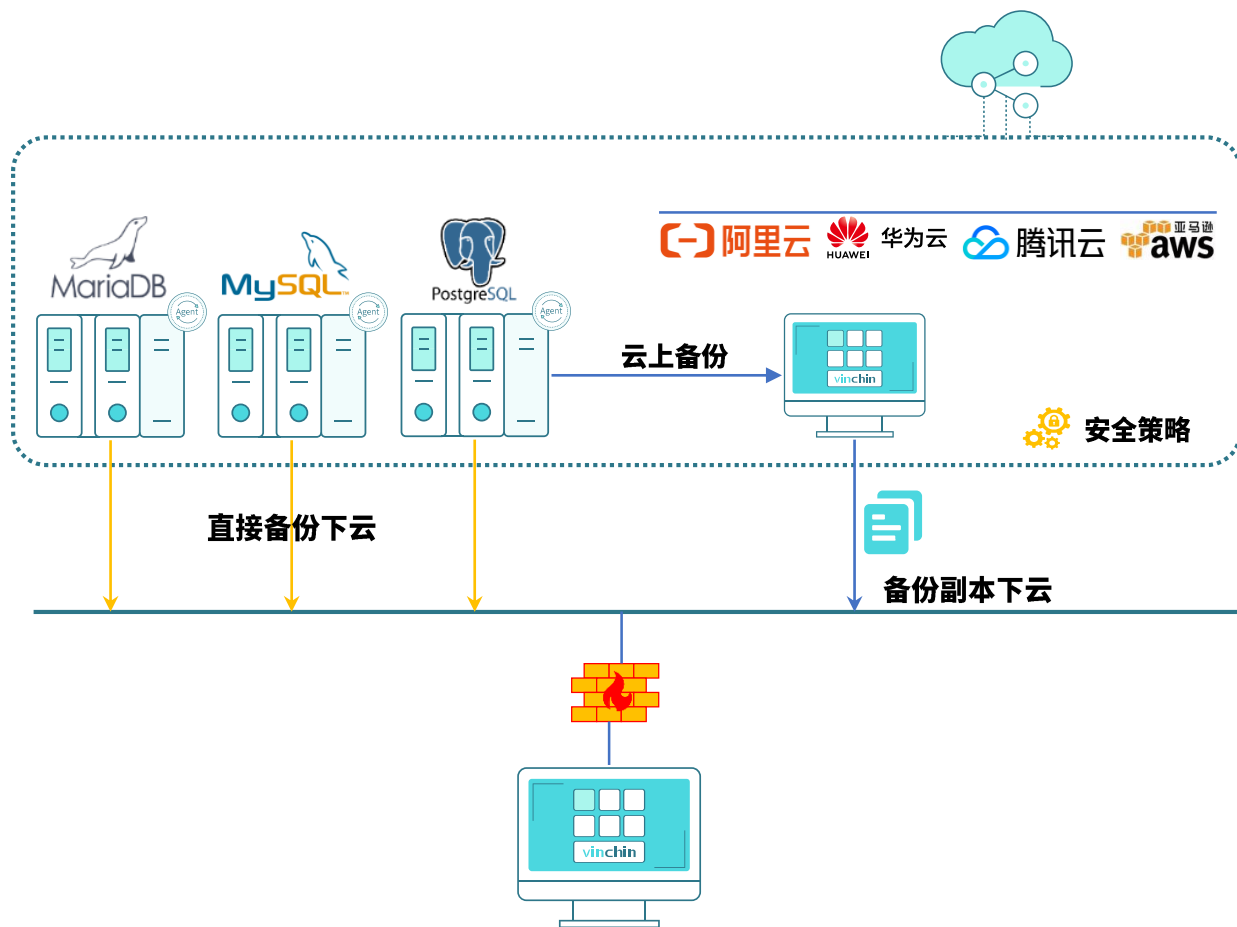 阿里云
HUAWEI
华为云
腾讯云
亚马逊
aws
MariaDB
MySQL
PostgreSQL
Agent
Agent
Agent
云上备份
vinchin
安全策略
直接备份下云
备份副本下云
vinchin